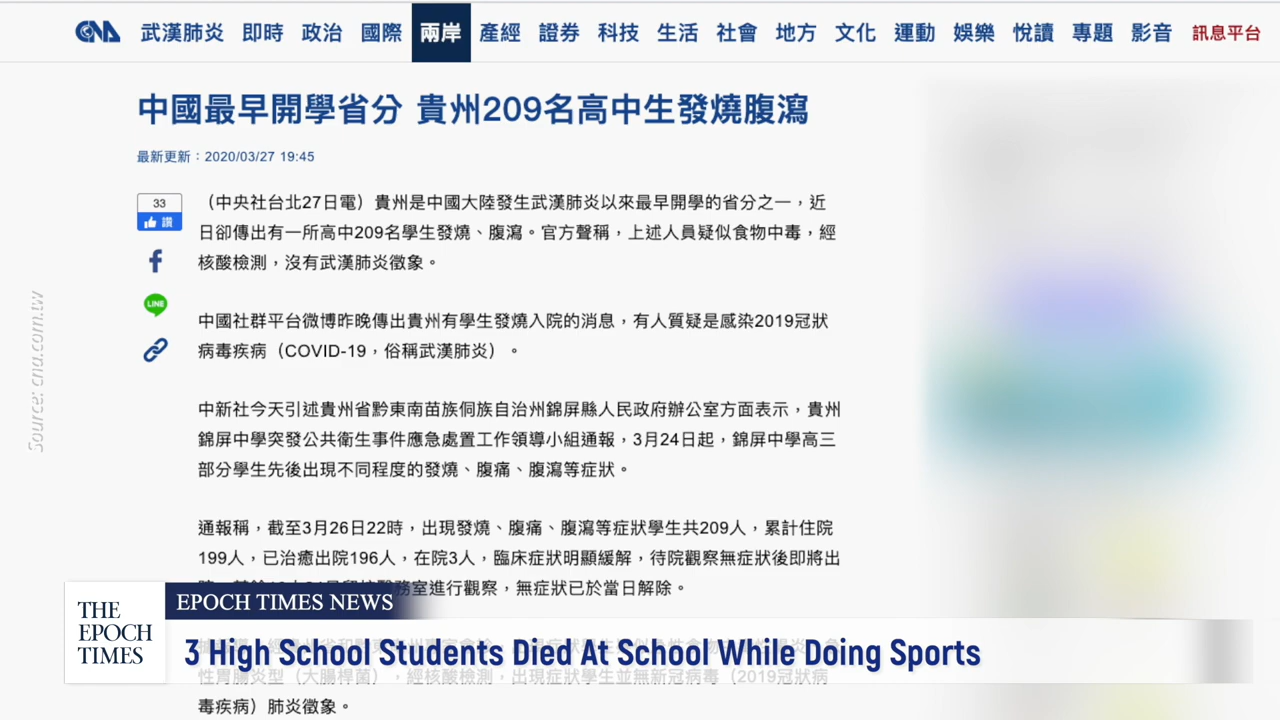 CNA 武漢肺炎 即時 政治 國際 兩岸 產經 證券 科技 生活 社會 地方 文化 運動 娛樂 悅讀 專題 影音 訊息平台
中國最早開學省分 貴州209名高中生發燒腹瀉
最新更新：2020/03/27 19:45
33
讚
LINE
（中央社台北27日電）貴州是中國大陸發生武漢肺炎以來最早開學的省分之一，近
日卻傳出有一所高中209名學生發燒、腹瀉。官方聲稱，上述人員疑似食物中毒，經
核酸檢測，沒有武漢肺炎徵象。
中國社群平台微博昨晚傳出貴州有學生發燒入院的消息，有人質疑是感染2019冠狀
病毒疾病（COVID-19，俗稱武漢肺炎）。
中新社今天引述貴州省黔東南苗族侗族自治州錦屏縣人民政府辦公室方面表示，貴州
錦屏中學突發公共衛生事件應急處置工作領導小組通報，3月24日起，錦屏中學高三
部分學生先後出現不同程度的發燒、腹痛、腹瀉等症狀。
通報稱，截至3月26日22時，出現發燒、腹痛、腹瀉等症狀學生共209人，累計住院
199人，已治癒出院196人，在院3人，臨床症狀明顯緩解，待院觀察無症狀後即將出
室進行觀察，無症狀已於當日解除。
Source: cna.com.tw
THE
EPOCH
TIMES
EPOCH TIMES NEWS
3 High School Students Died At School While Doing Sports
性胃腸炎型（大腸桿菌），經核酸檢測，出現症狀學生並無新冠病毒（2019冠狀病
毒疾病）肺炎徵象。